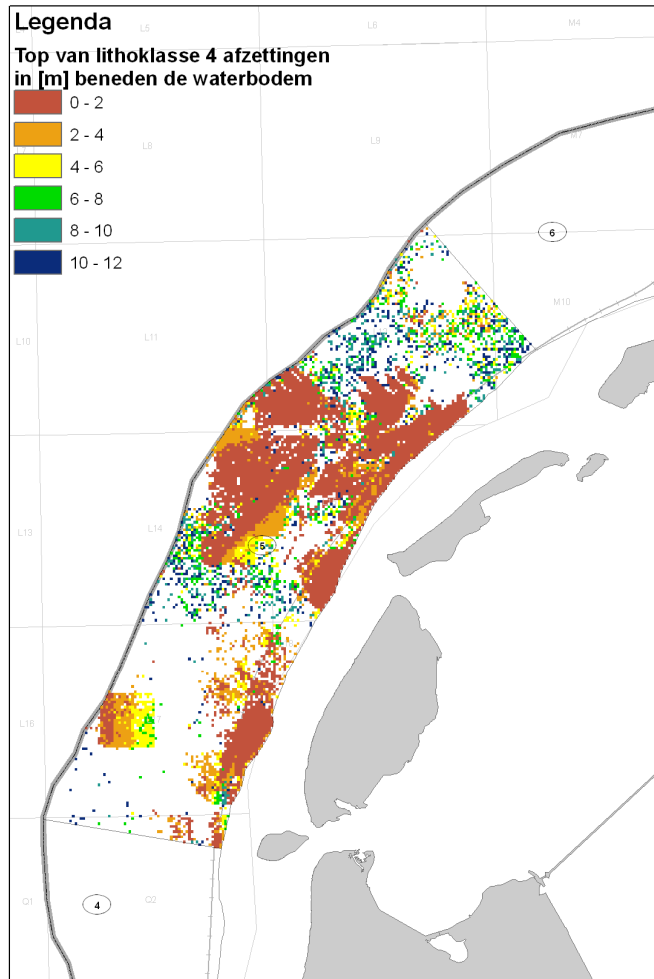 L5
L6
M4
Legenda
Top van lithoklasse 4 afzettingen
in [m] beneden de waterbodem
0 - 2
2 - 4
4 - 6
6 - 8
8 - 10
10 - 12
L8
L9
M7
6
M10
L10
L11
L13
L14
5
L16
4
Q1
Q2